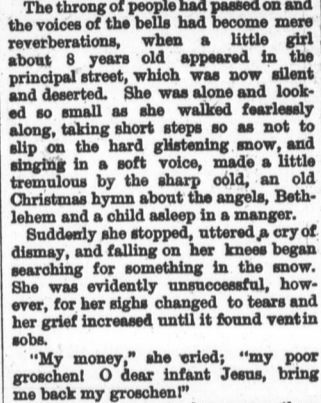 The throng of people had passed on and
the voices of the bells had become mere
reverberations, when a little girl
about 8 years old appeared in the
principal street, which was now silent
and deserted. She was alone and look-
ed so small as she walked fearlessly
along, taking short steps so as not to
slip on the hard glistening snow, and
singing in a soft voice, made a little
tremulous by the sharp cold, an old
Christmas hymn about the angels, Beth-
lehem and a child asleep in a manger.
Suddenly she stopped, uttered a cry of
dismay, and falling on her knees began
searching for something in the snow.
She was evidently unsuccessful, how-
ever, for her sighs changed to tears and
her grief increased until it found vent in
sobs.
"My money," she cried; "my poor
groschen! O dear infant Jesus, bring
me back my groschen!"